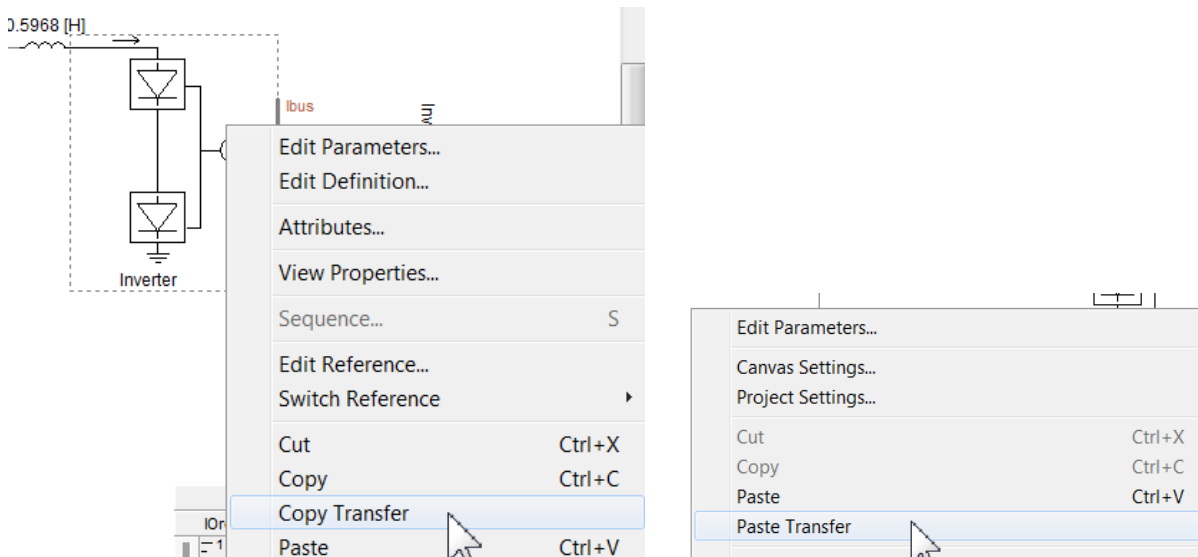 0.5968 [H]
Ibus
Inv
Edit Parameters...
Edit Definition...
Attributes...
View Properties...
Inverter
Sequence... S
Edit Reference...
Switch Reference
Cut Ctrl+X
Copy Ctrl+C
Copy Transfer
IOr
Paste Ctrl+V
Edit Parameters...
Canvas Settings...
Project Settings...
Cut Ctrl+X
Copy Ctrl+C
Paste Ctrl+V
Paste Transfer